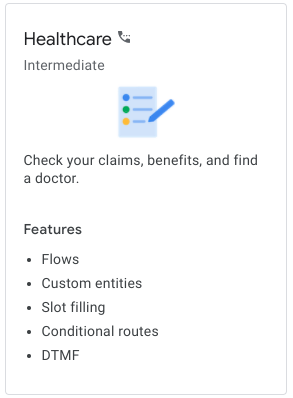 Healthcare
Intermediate
Check your claims, benefits, and find
a doctor.
Features
• Flows
• Custom entities
• Slot filling
• Conditional routes
• DTMF